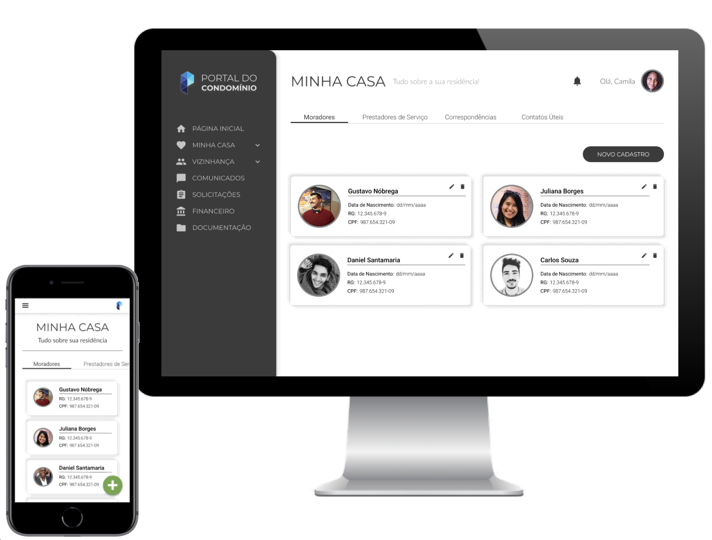 PORTAL DO
CONDOMÍNIO
PÁGINA INICIAL
MINHA CASA
VIZINHANÇA
COMUNICADOS
SOLICITAÇÕES
FINANCEIRO
DOCUMENTAÇÃO
MINHA CASA Tudo sobre a sua residência!
Olá, Camila
Moradores Prestadores de Serviço Correspondências Contatos Úteis
NOVO CADASTRO
Gustavo Nóbrega
Data de Nascimento: dd/mm/aaaa
RG: 12.345.678-9
CPF: 987.654.321-09
Juliana Borges
Data de Nascimento: dd/mm/aaaa
RG: 12.345.678-9
CPF: 987.654.321-09
Daniel Santamaria
Data de Nascimento: dd/mm/aaaa
RG: 12.345.678-9
CPF: 987.654.321-09
Carlos Souza
Data de Nascimento: dd/mm/aaaa
RG: 12.345.678-9
CPF: 987.654.321-09
MINHA CASA
Tudo sobre sua residência
Moradores Prestadores de Ser
Gustavo Nóbrega
RG: 12.345.678-9
CPF: 987.654.321-09
Juliana Borges
RG: 12.345.678-9
CPF: 987.654.321-09
Daniel Santamaria
RG: 12.345.678-9
CPF: 987.654.321-09